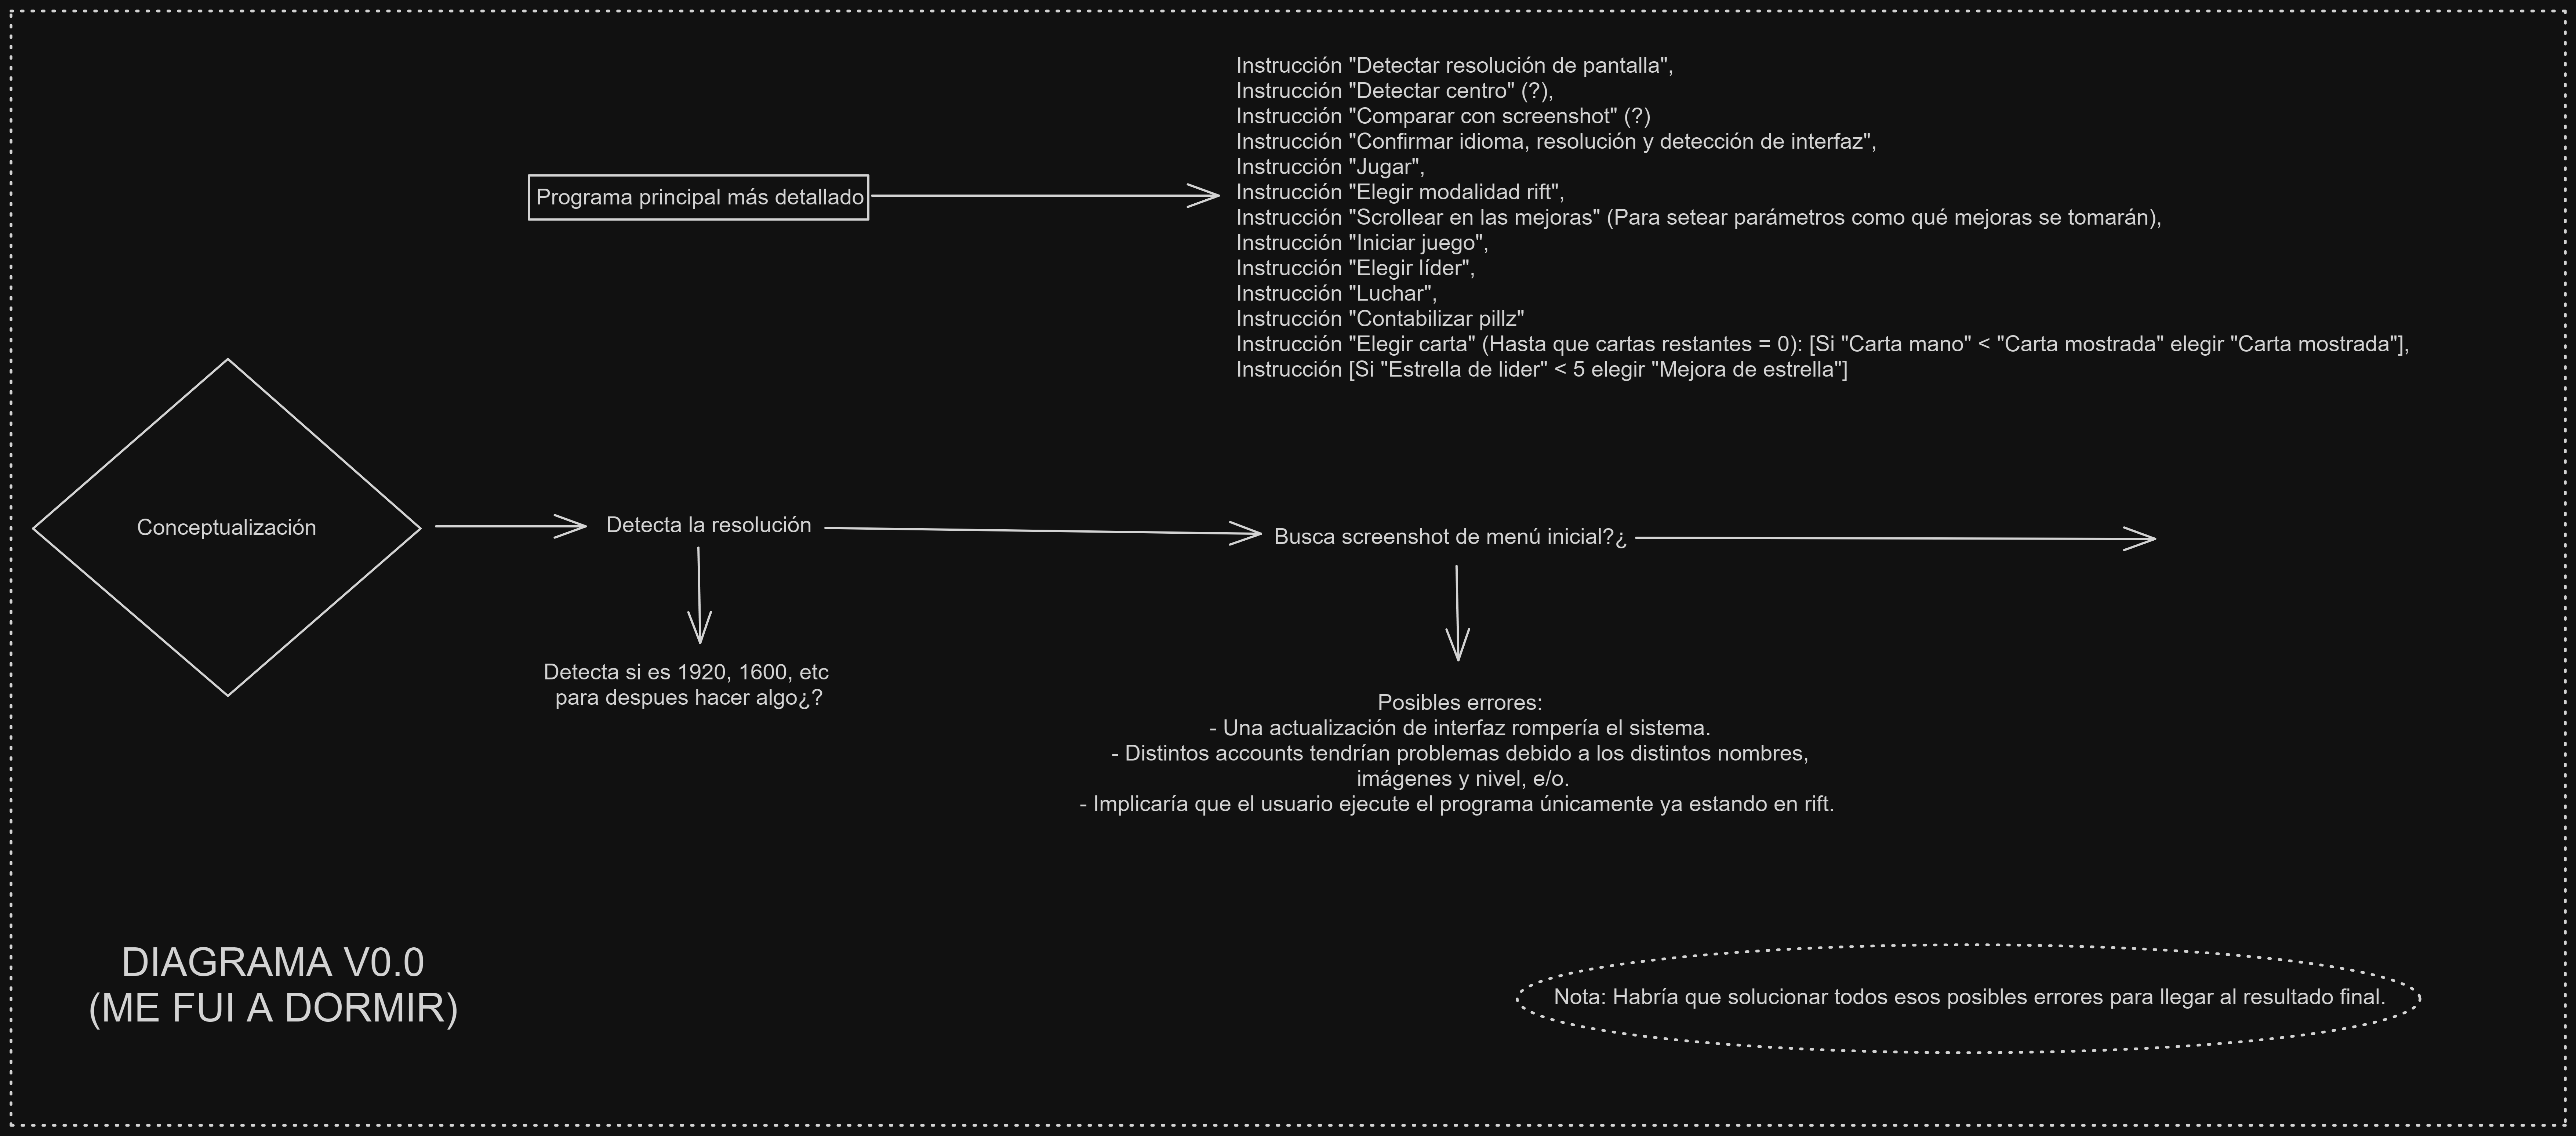 Instrucción "Detectar resolución de pantalla",
Instrucción "Detectar centro" (?),
Instrucción "Comparar con screenshot" (?)
Instrucción "Confirmar idioma, resolución y detección de interfaz",
Instrucción "Jugar",
Instrucción "Elegir modalidad rift",
Instrucción "Scrollear en las mejoras" (Para setear parámetros como qué mejoras se tomarán),
Instrucción "Iniciar juego",
Instrucción "Elegir líder",
Instrucción "Luchar",
Instrucción "Contabilizar pillz"
Instrucción "Elegir carta" (Hasta que cartas restantes = 0): [Si "Carta mano" < "Carta mostrada" elegir "Carta mostrada"],
Instrucción [Si "Estrella de lider" < 5 elegir "Mejora de estrella"]
Programa principal más detallado
Conceptualización
Detecta la resolución
Busca screenshot de menú inicial?¿
Detecta si es 1920, 1600, etc
para despues hacer algo¿?
Posibles errores:
- Una actualización de interfaz rompería el sistema.
- Distintos accounts tendrían problemas debido a los distintos nombres,
imágenes y nivel, e/o.
- Implicaría que el usuario ejecute el programa únicamente ya estando en rift.
DIAGRAMA V0.0
(ME FUI A DORMIR)
Nota: Habría que solucionar todos esos posibles errores para llegar al resultado final.